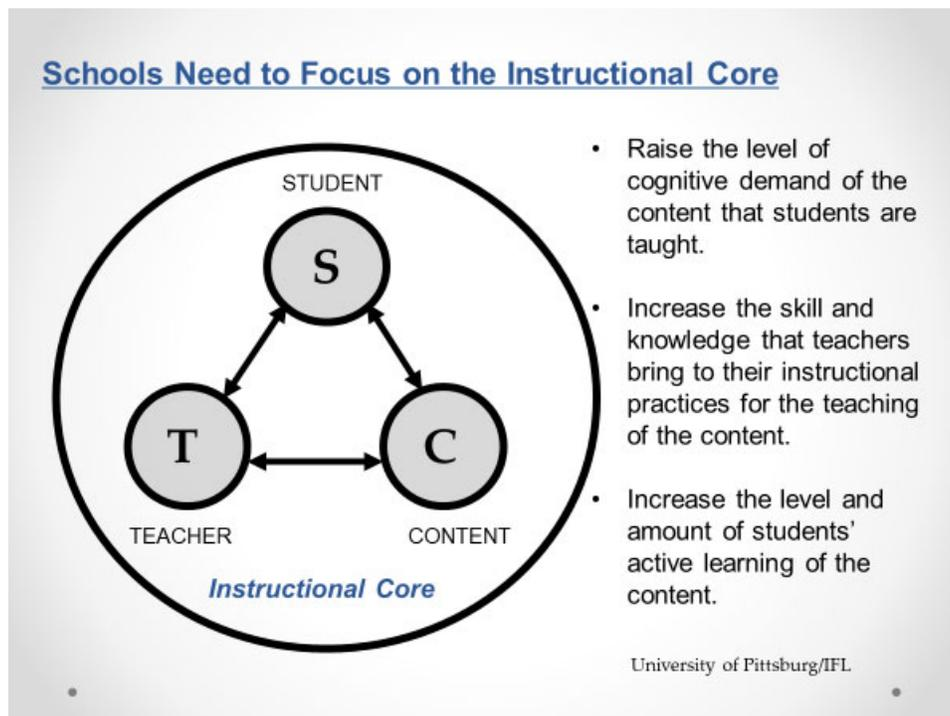 Schools Need to Focus on the Instructional Core
STUDENT
S
T
C
TEACHER
CONTENT
Instructional Core
• Raise the level of
cognitive demand of the
content that students are
taught.
• Increase the skill and
knowledge that teachers
bring to their instructional
practices for the teaching
of the content.
• Increase the level and
amount of students’
active learning of the
content.
University of Pittsburg/IFL